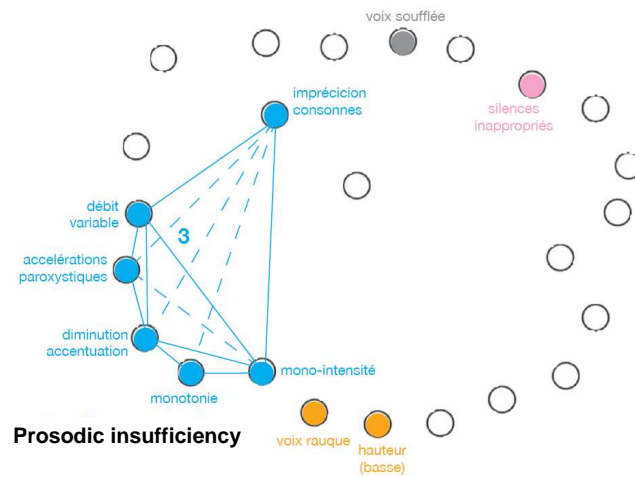 voix soufflée
imprécicion
consonnes
silences
inappropriés
débit
variable
3
accelérations
paroxystiques
diminution
accentuation
mono-intensité
monotonie
Prosodic insufficiency
voix rauque
hauteur
(basse)